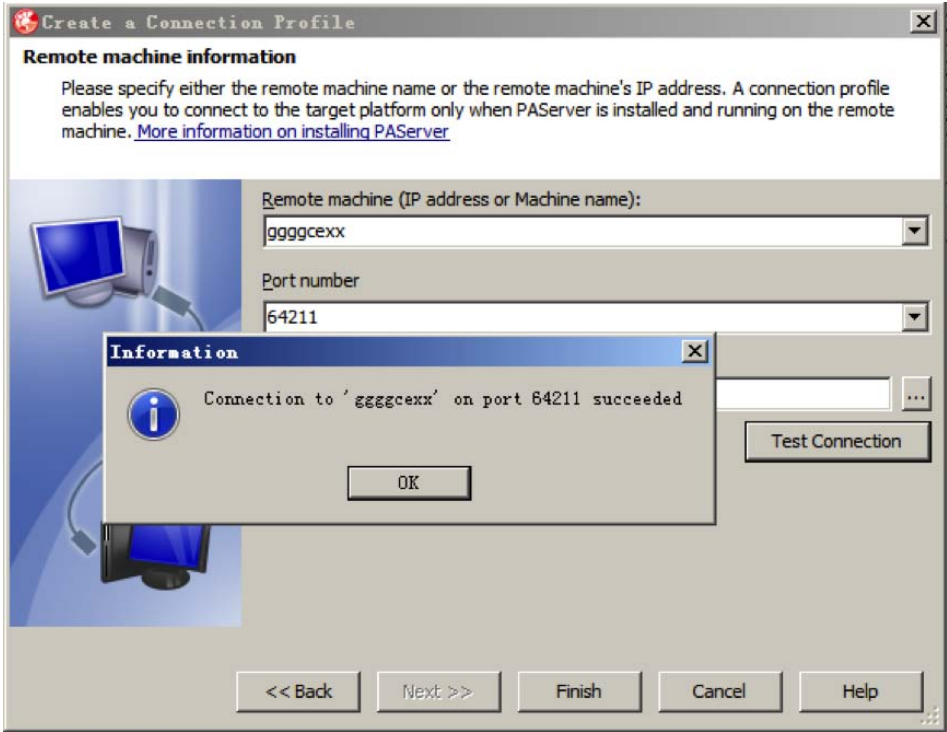 Create a Connection Profile
Remote machine information
Please specify either the remote machine name or the remote machine's IP address. A connection profile
enables you to connect to the target platform only when PAServer is installed and running on the remote
machine. More information on installing PAServer
Remote machine (IP address or Machine name):
ggggcexx
Port number
64211
Information
Connection to 'ggggcexx' on port 64211 succeeded
OK
...
Test Connection
<< Back
Next >>
Finish
Cancel
Help